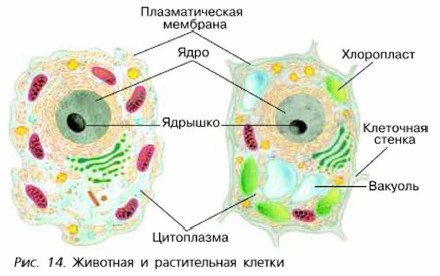 Плазматическая
мембрана
Ядро
Хлоропласт
Ядрышко
Клеточная
стенка
Вакуоль
Цитоплазма
Рис. 14. Животная и растительная клетки